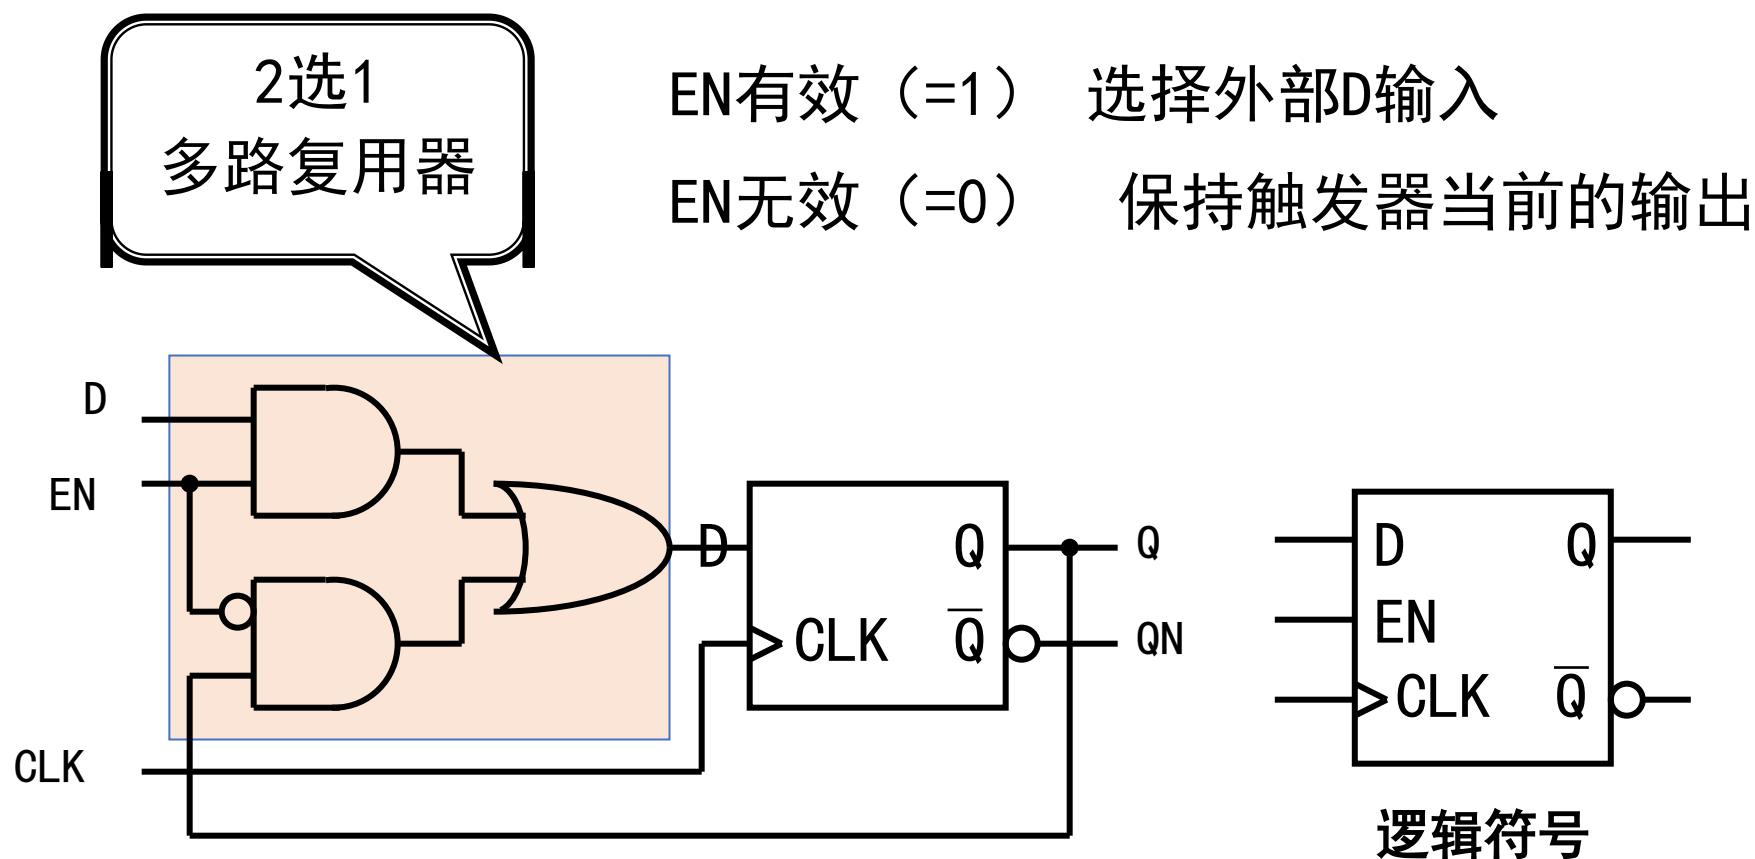 2选1
多路复用器
EN有效（=1） 选择外部D输入
EN无效（=0） 保持触发器当前的输出
D
EN
CLK
D
Q
CLK
Q
Q
QN
D
Q
EN
CLK
Q
逻辑符号